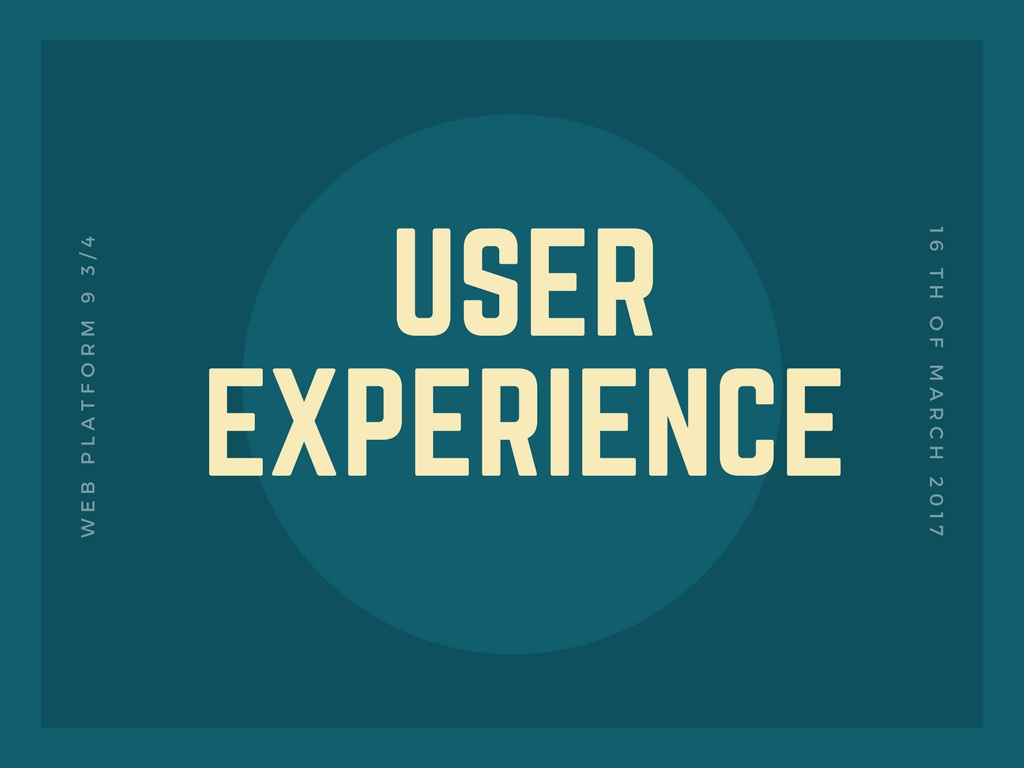 WEB PLATFORM 9 3/4
USER
EXPERIENCE
16 TH OF MARCH 2017